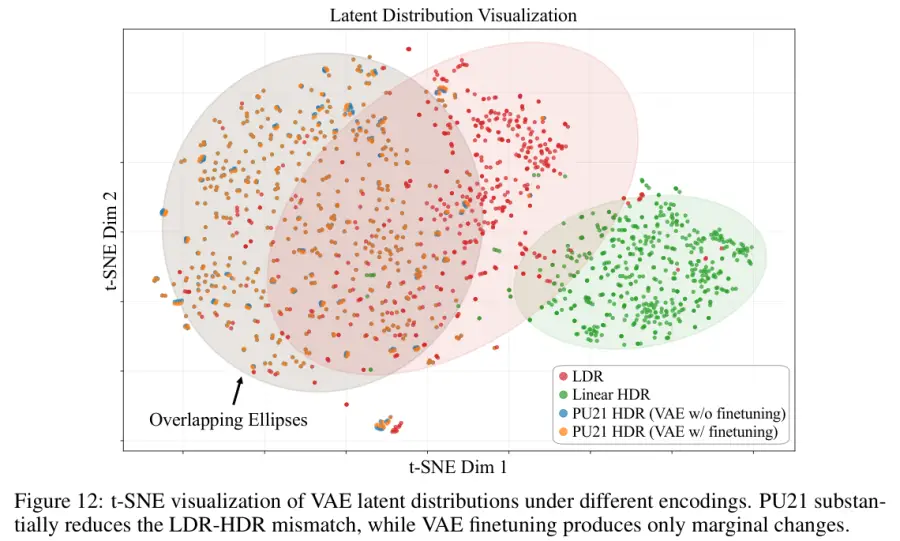 Latent Distribution Visualization
t-SNE Dim 2
Overlapping Ellipses
LDR
Linear HDR
PU21 HDR (VAE w/o finetuning)
PU21 HDR (VAE w/ finetuning)
t-SNE Dim 1
Figure 12: t-SNE visualization of VAE latent distributions under different encodings. PU21 substan-
tially reduces the LDR-HDR mismatch, while VAE finetuning produces only marginal changes.